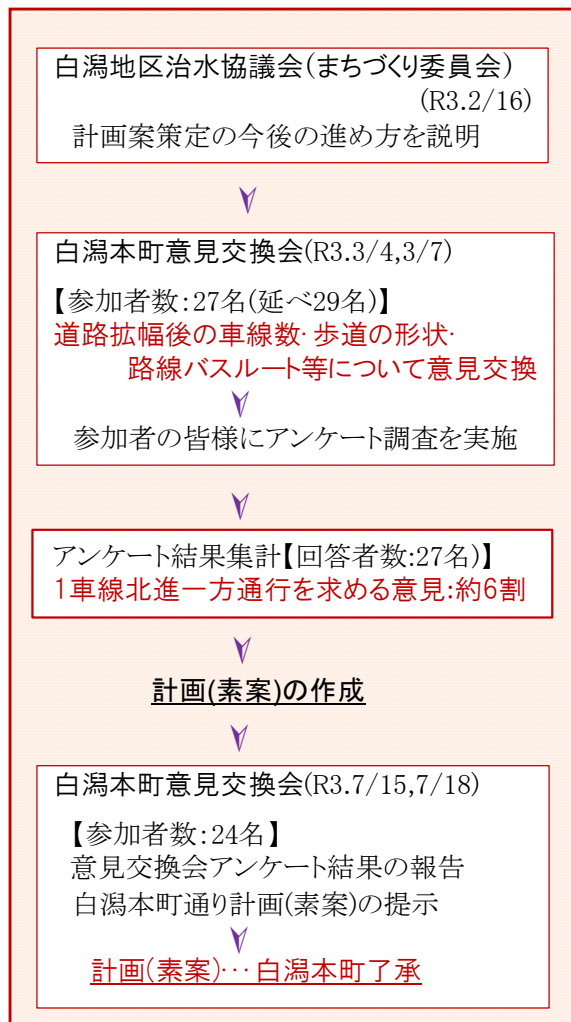 白潟地区治水協議会(まちづくり委員会)
(R3.2/16)
計画案策定の今後の進め方を説明
白潟本町意見交換会(R3.3/4,3/7)
【参加者数:27名(延べ29名)】
道路拡幅後の車線数・歩道の形状・
路線バスルート等について意見交換
参加者の皆様にアンケート調査を実施
アンケート結果集計【回答者数:27名)】
1車線北進一方通行を求める意見:約6割
計画(素案)の作成
白潟本町意見交換会(R3.7/15,7/18)
【参加者数:24名】
意見交換会アンケート結果の報告
白潟本町通り計画(素案)の提示
計画(素案)…白潟本町了承